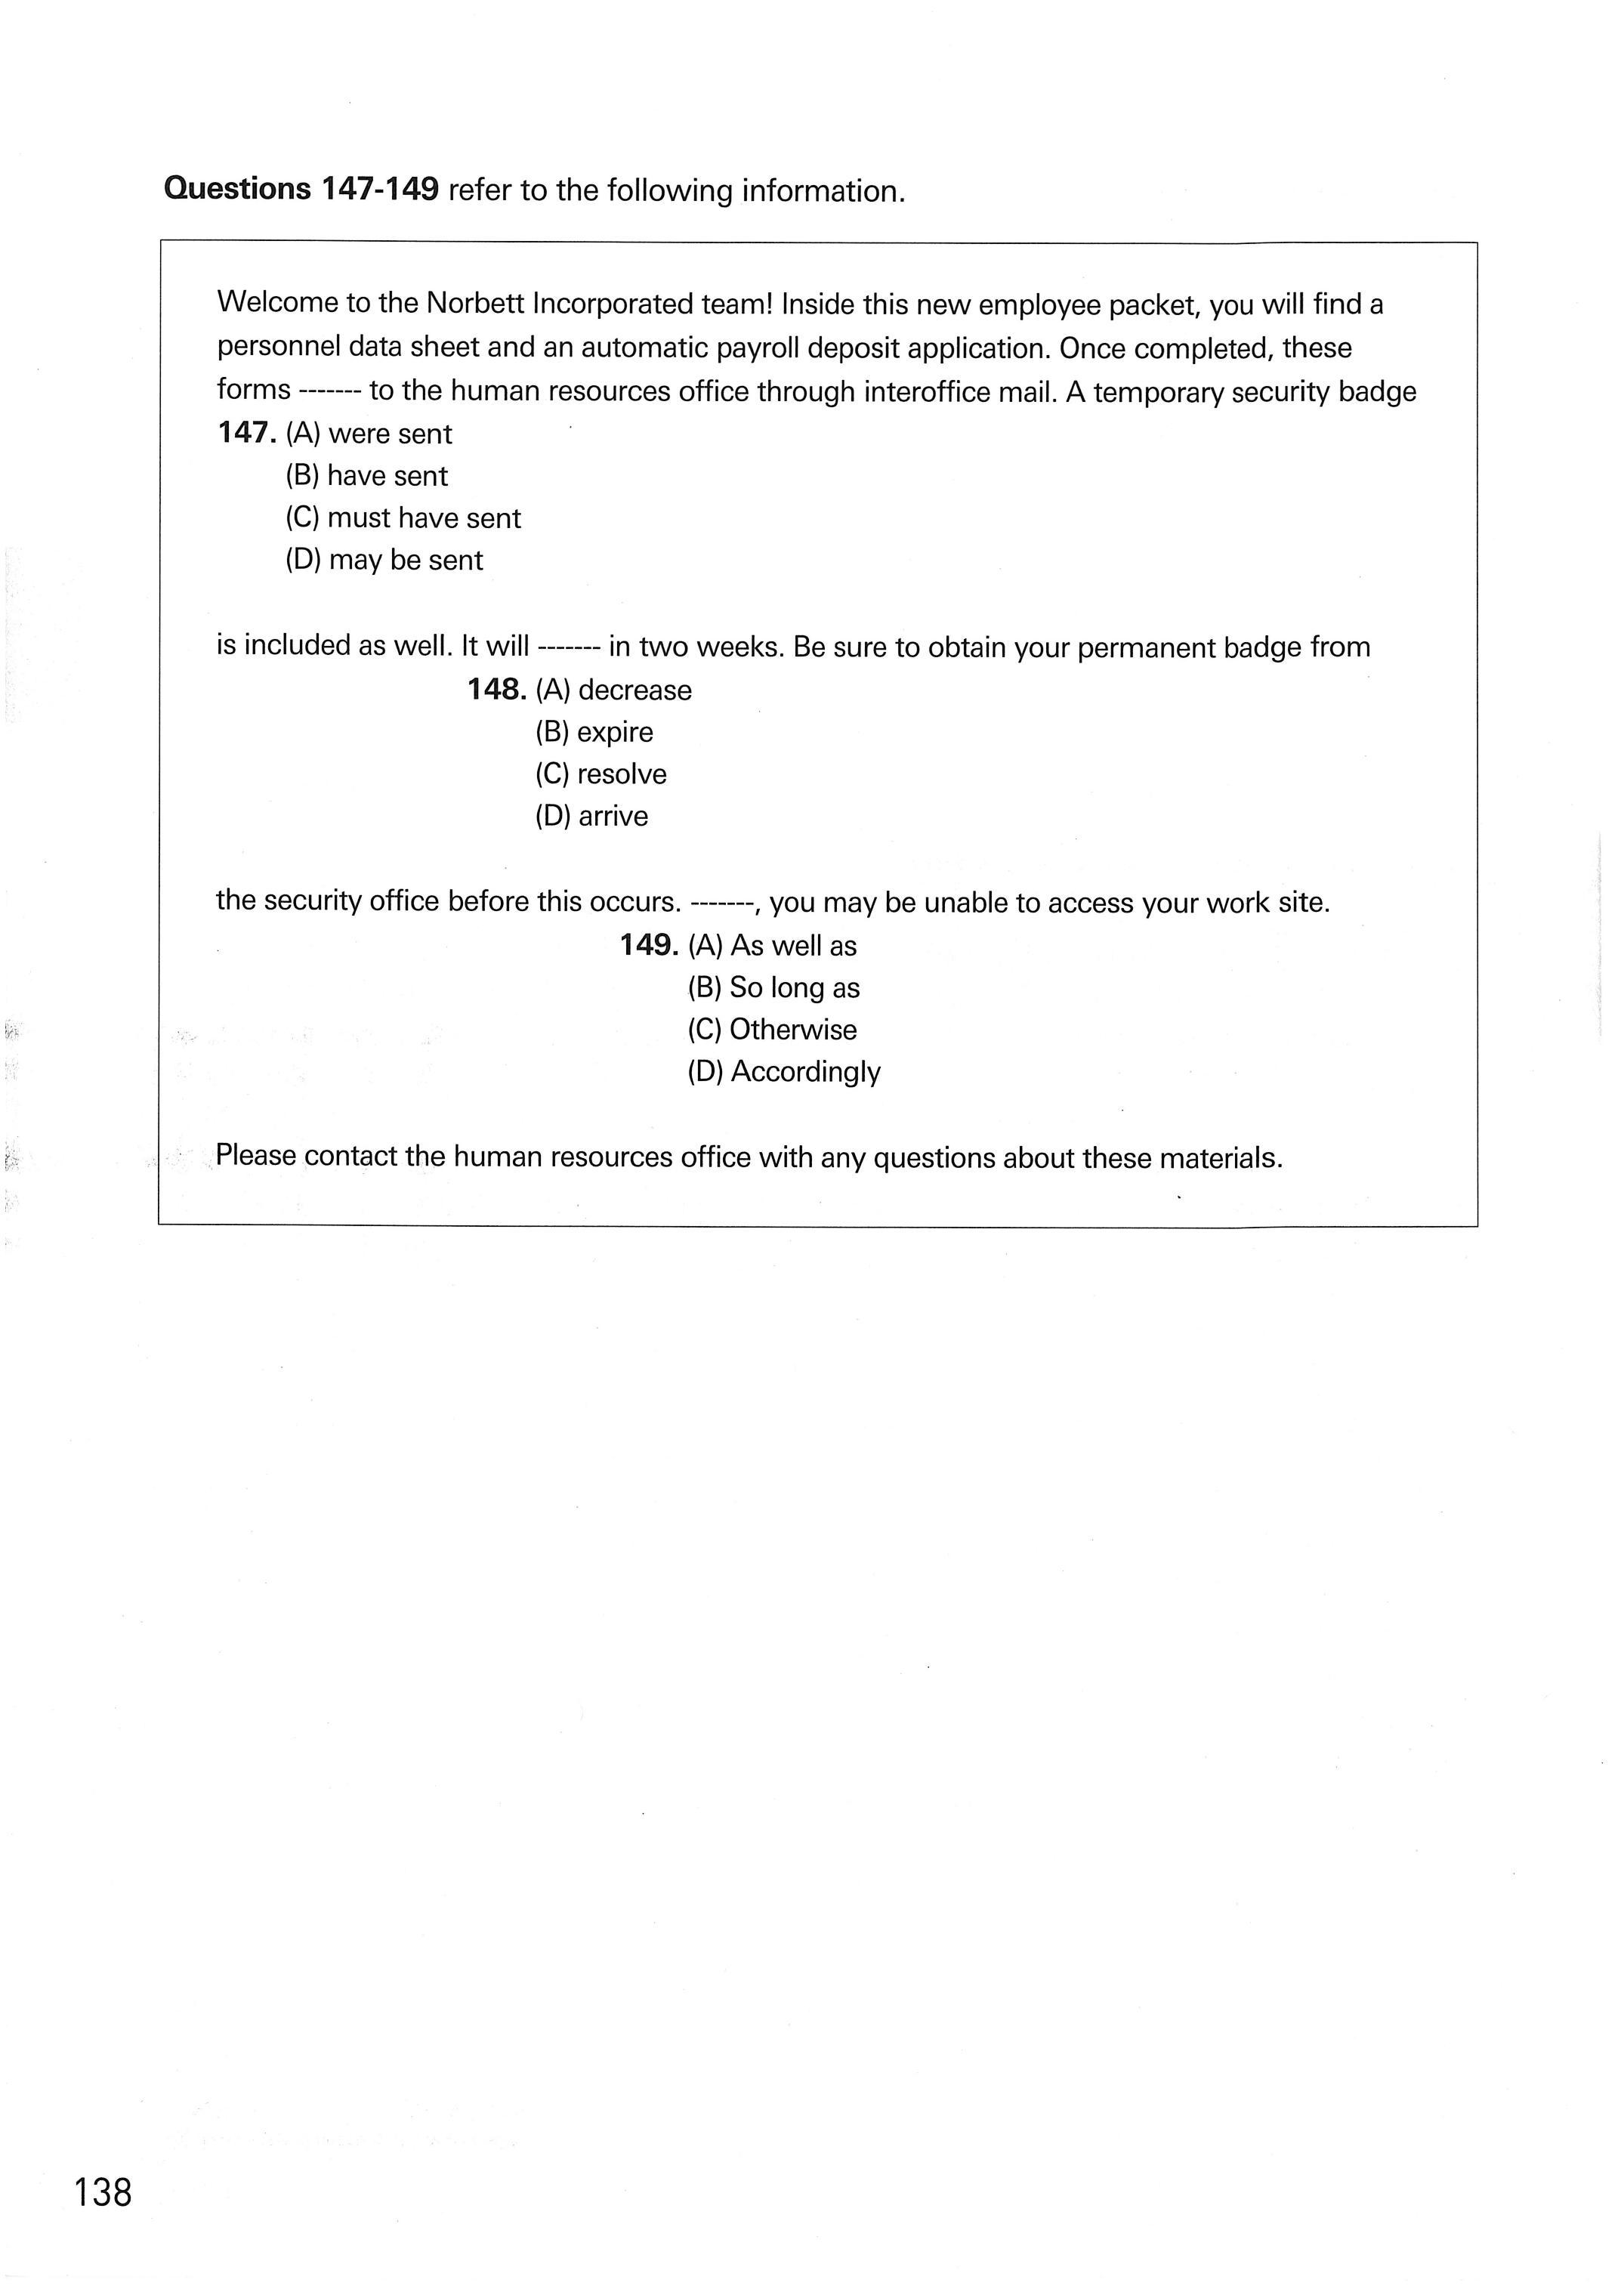 Questions 147-149 refer to the following information.
Welcome to the Norbett Incorporated team! Inside this new employee packet, you will find a
personnel data sheet and an automatic payroll deposit application. Once completed, these
forms ------- to the human resources office through interoffice mail. A temporary security badge
147. (A) were sent
(B) have sent
(C) must have sent
(D) may be sent
is included as well. It will ------- in two weeks. Be sure to obtain your permanent badge from
148. (A) decrease
(B) expire
(C) resolve
(D) arrive
the security office before this occurs. -------, you may be unable to access your work site.
149. (A) As well as
(B) So long as
(C) Otherwise
(D) Accordingly
Please contact the human resources office with any questions about these materials.
138